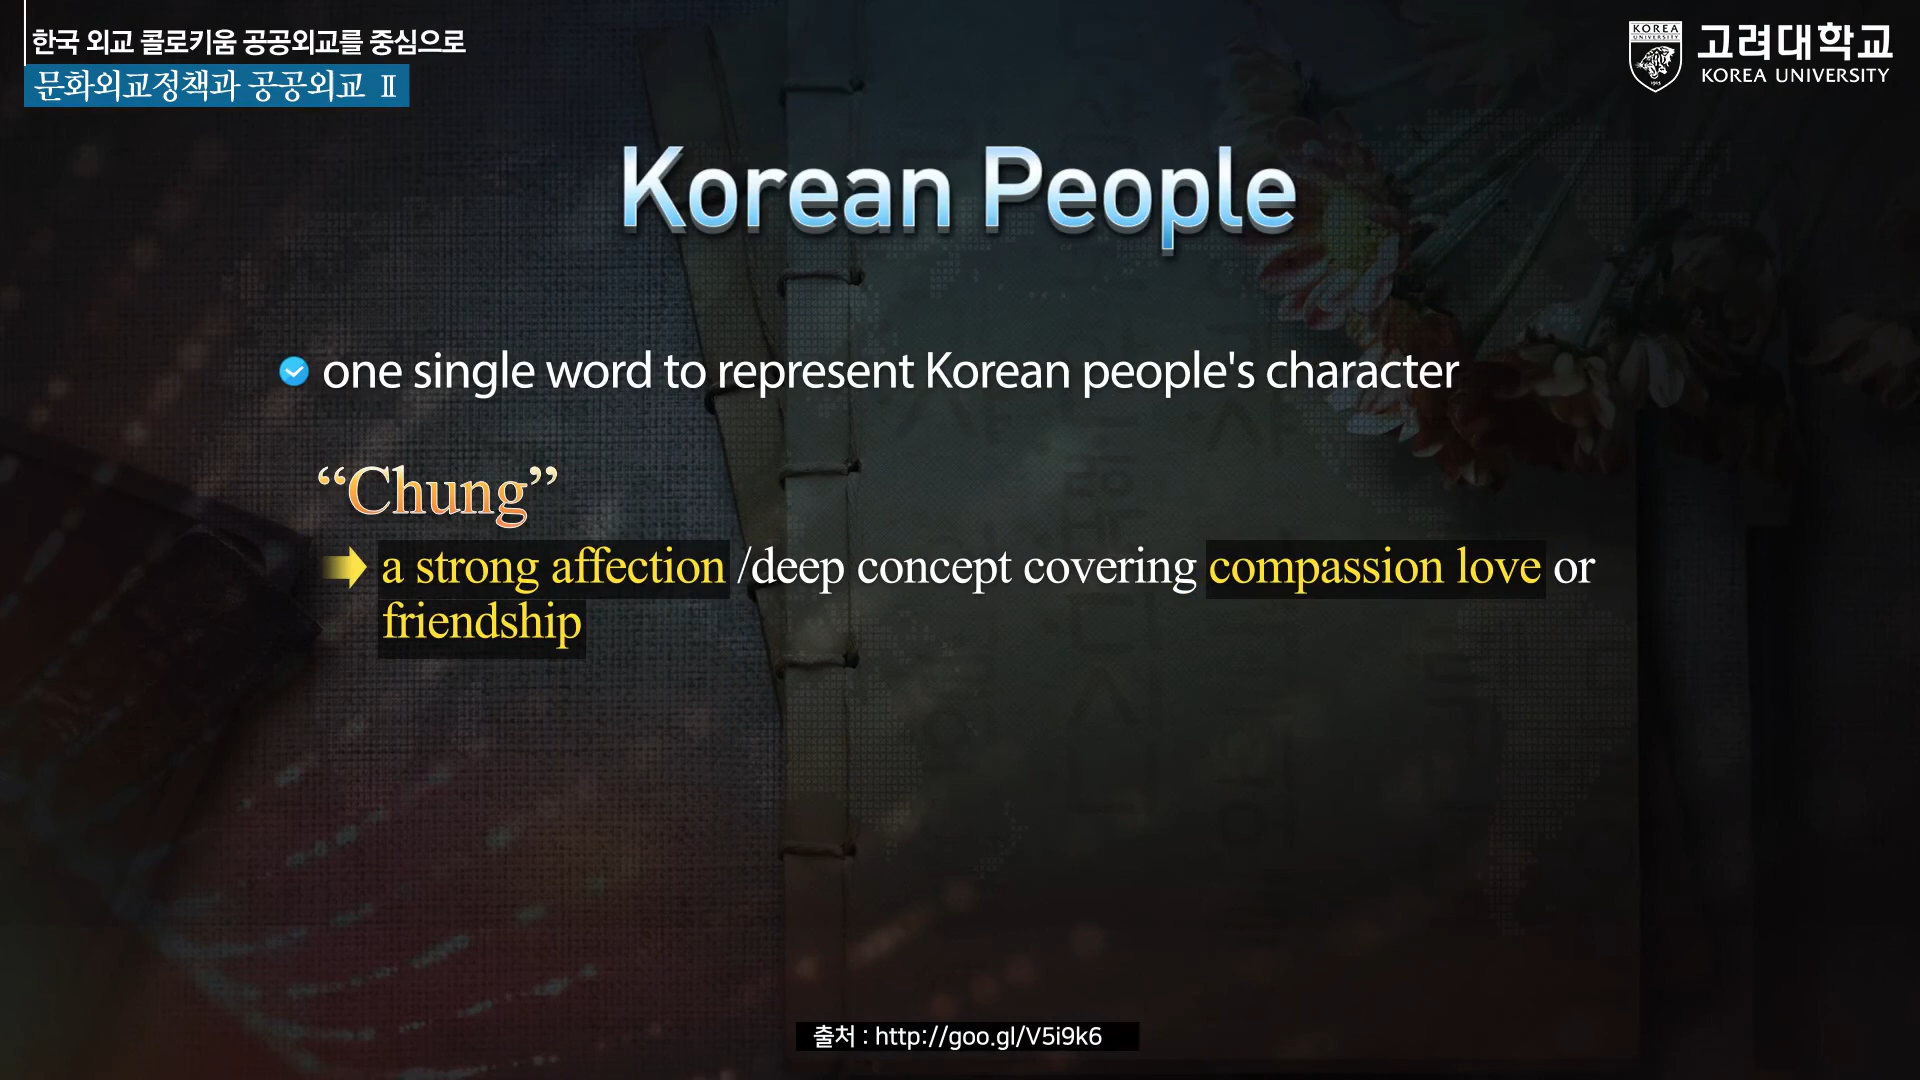 한국 외교 콜로키움 공공외교를 중심으로
문화외교정책과 공공외교 Ⅱ
KOREA
UNIVERSITY
고려대학교
KOREA UNIVERSITY
Korean People
one single word to represent Korean people's character
“Chung”
a strong affection /deep concept covering compassion love or
friendship
출처 : http://goo.gl/V5i9k6